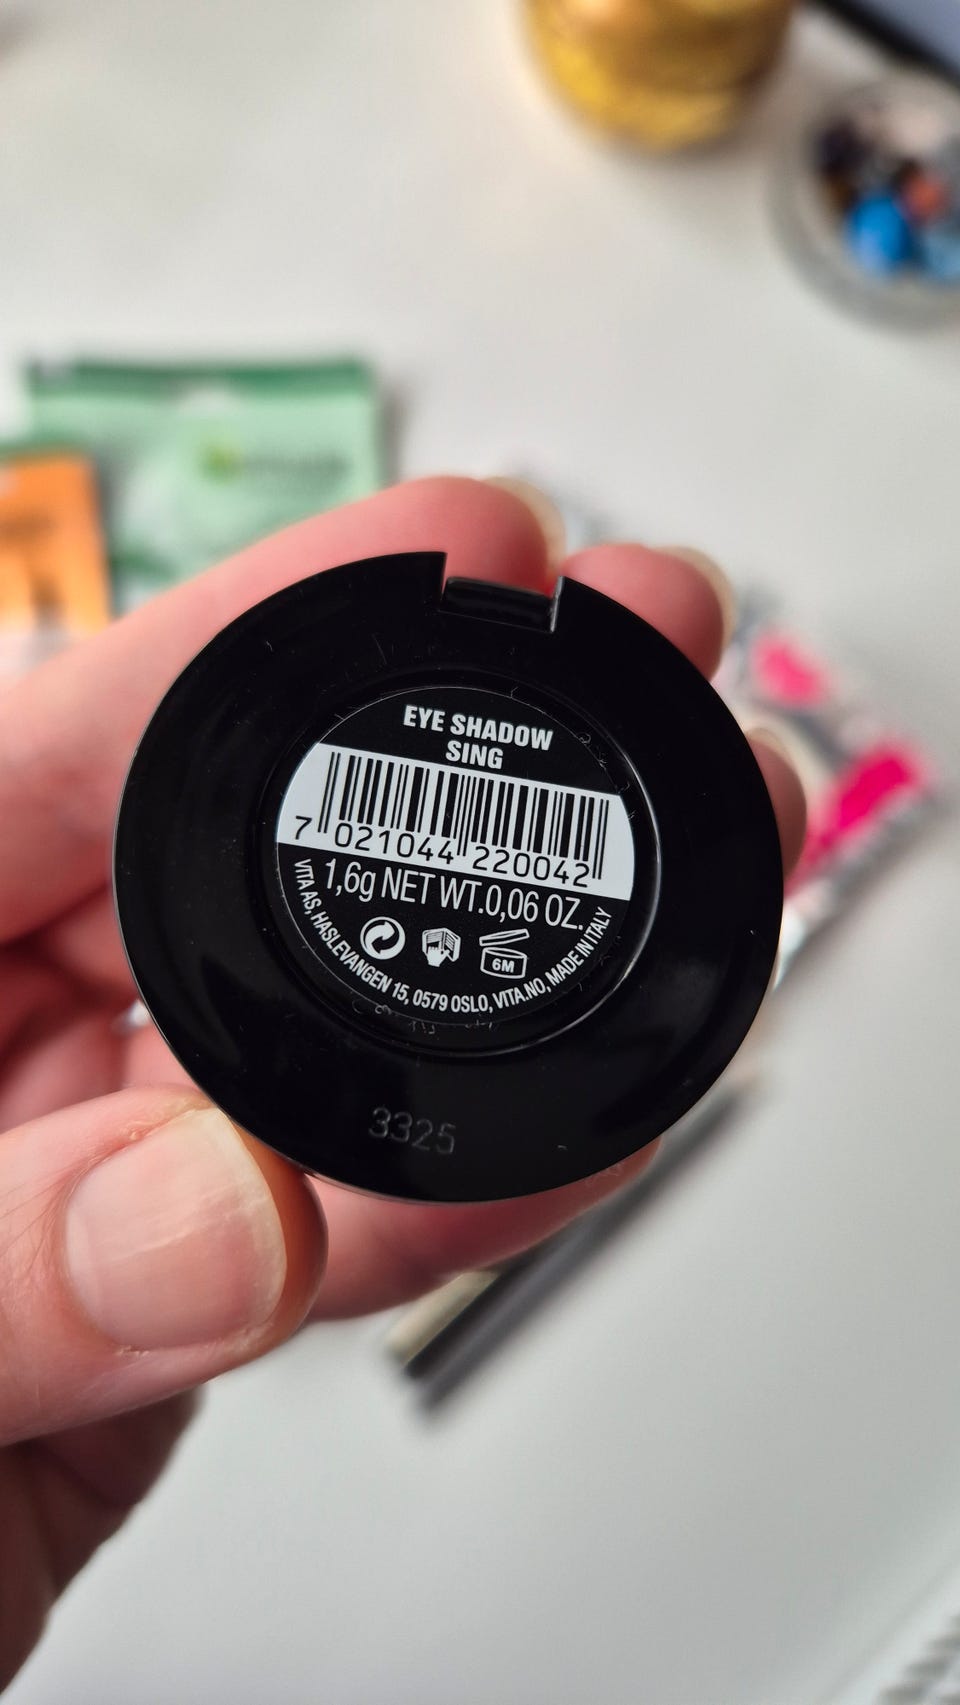 EYE SHADOW
SING
7 021044 220042
1,6g NET WT.0,06 OZ.
6M
VITA AS, HASLEVANGEN 15, 0579 OSLO, VITA.NO, MADE IN ITALY
3325